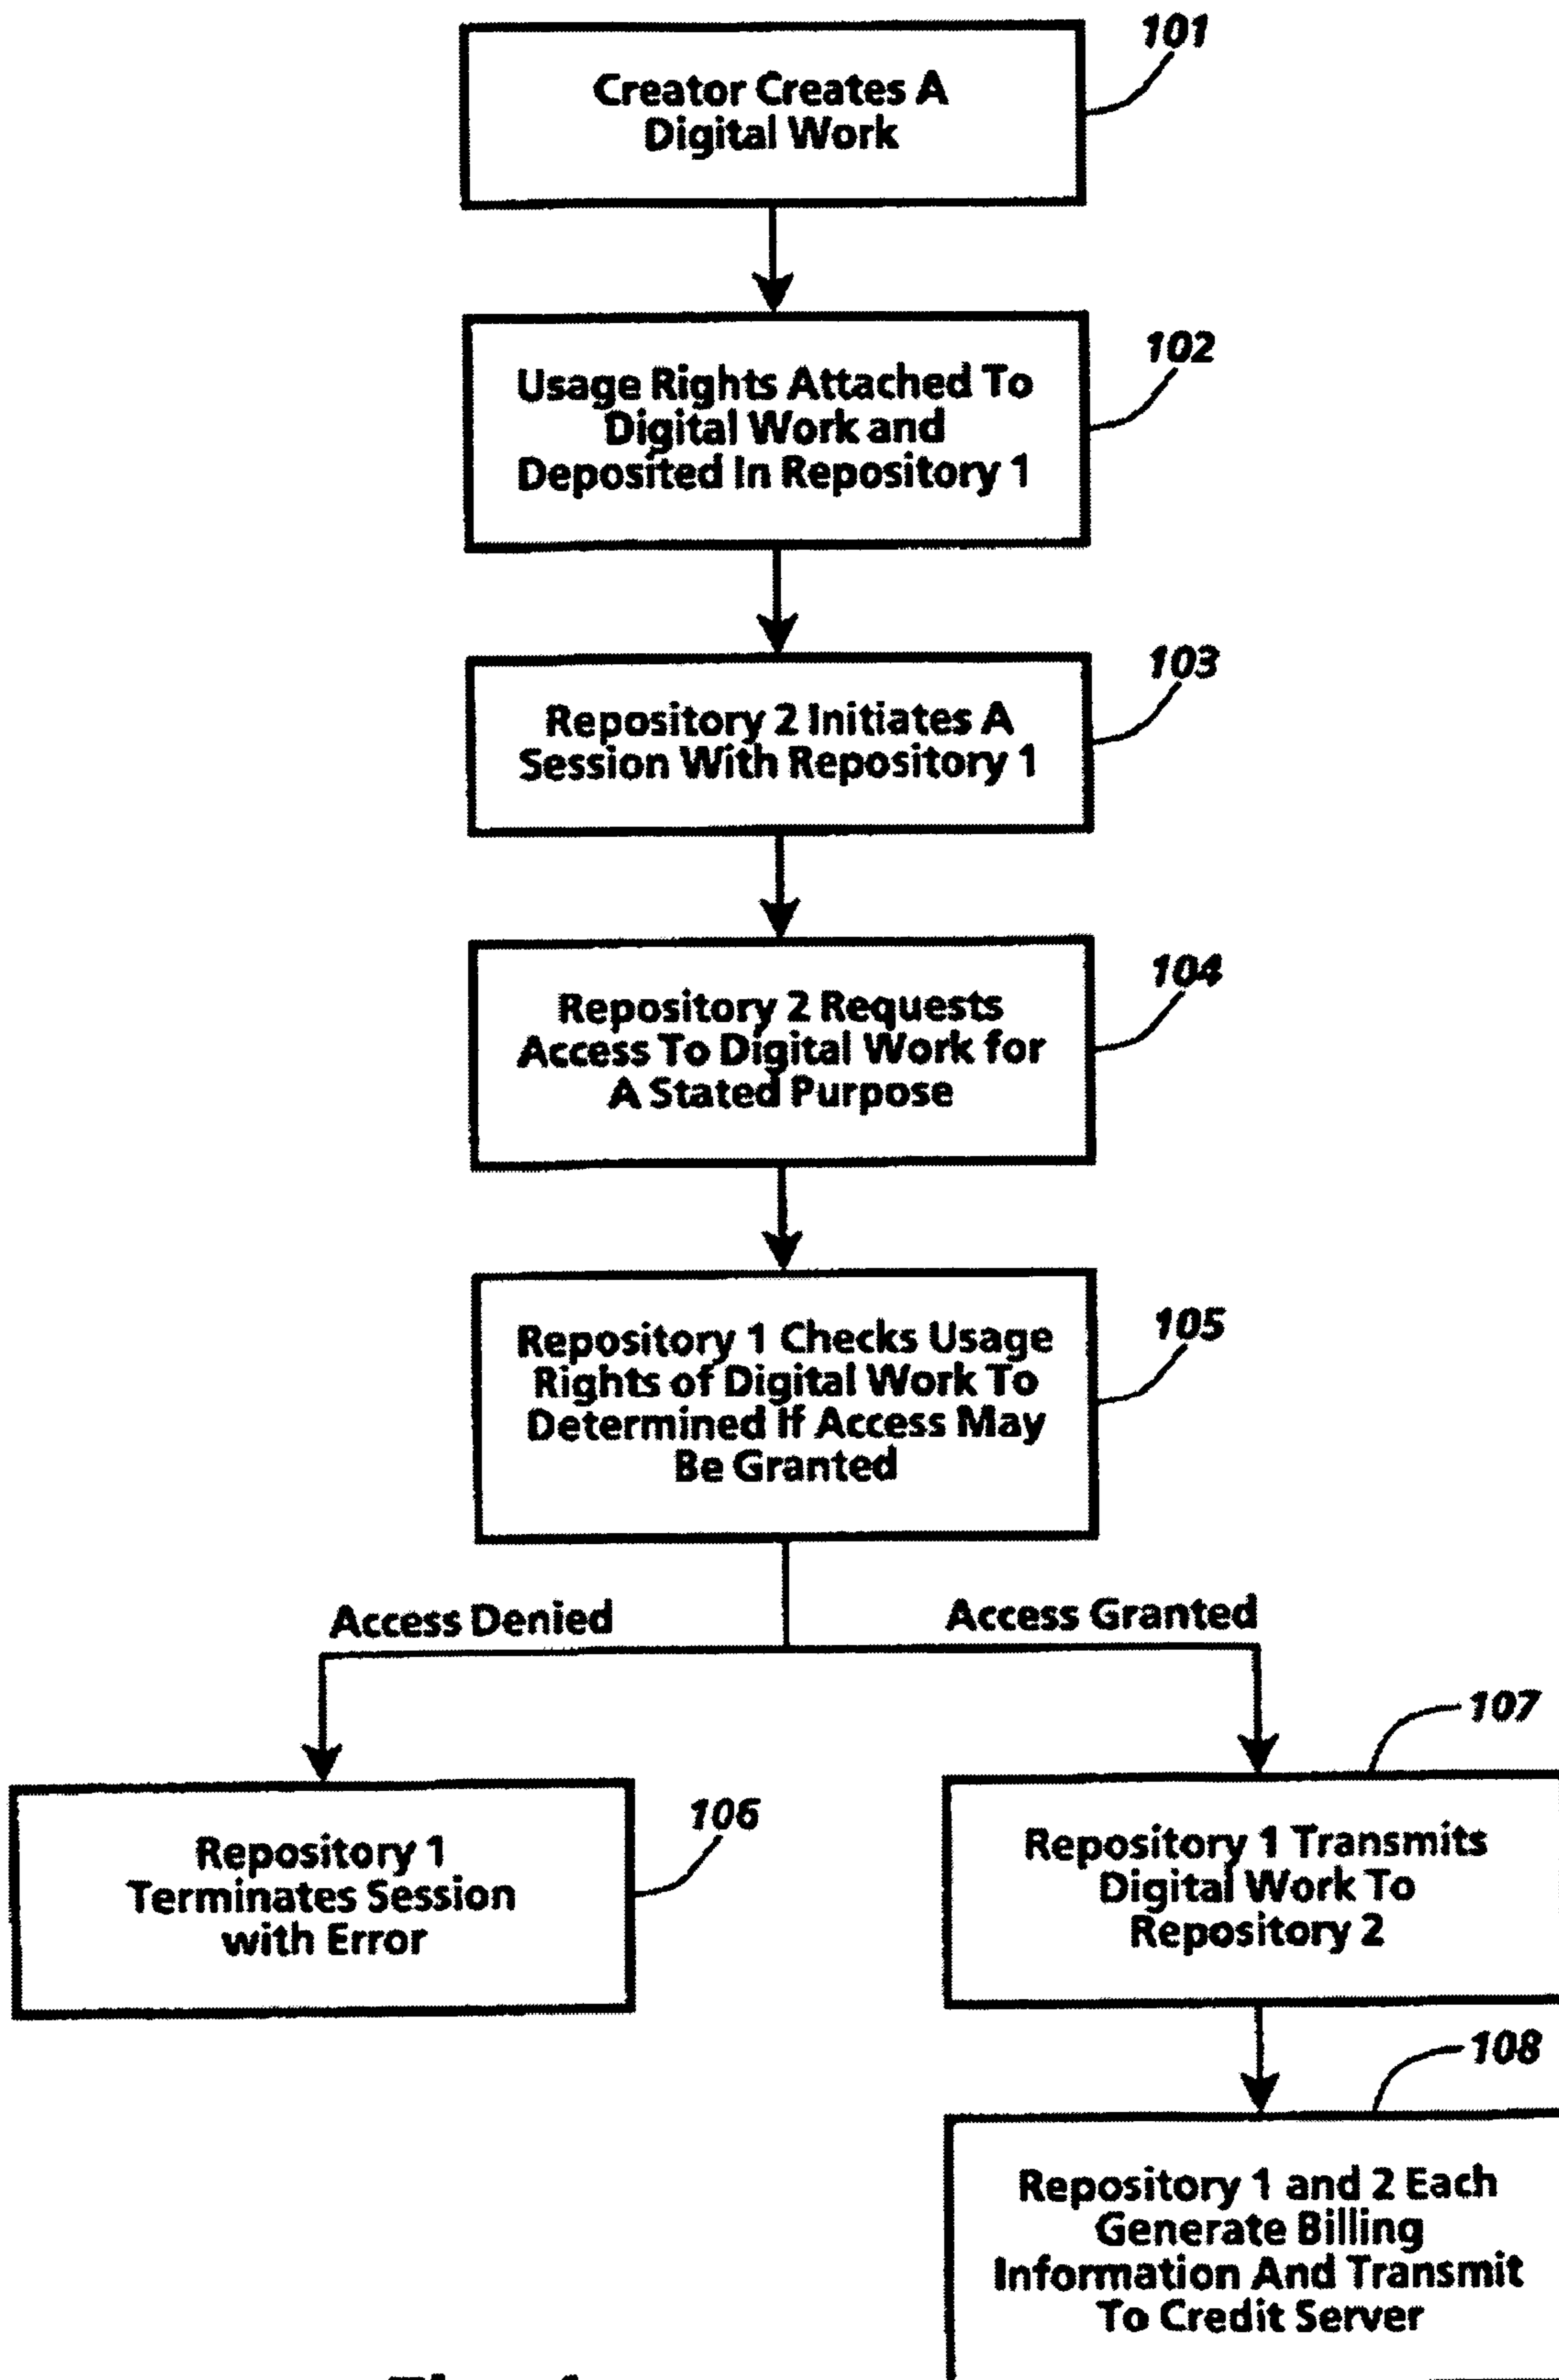 101
Creator Creates A
Digital Work
102
Usage Rights Attached To
Digital Work and
Deposited In Repository 1
103
Repository 2 Initiates A
Session With Repository 1
104
Repository 2 Requests
Access To Digital Work for
A Stated Purpose
105
Repository 1 Checks Usage
Rights of Digital Work To
Determined If Access May
Be Granted
Access Denied
Access Granted
106
Repository 1
Terminates Session
with Error
107
Repository 1 Transmits
Digital Work To
Repository 2
108
Repository 1 and 2 Each
Generate Billing
Information And Transmit
To Credit Server